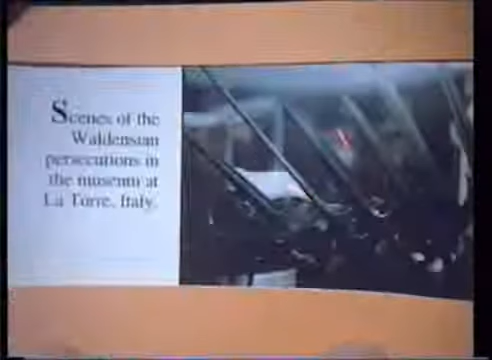 Scenes of the
Waldensian
persecutions in
the museum at
La Torre, Italy.